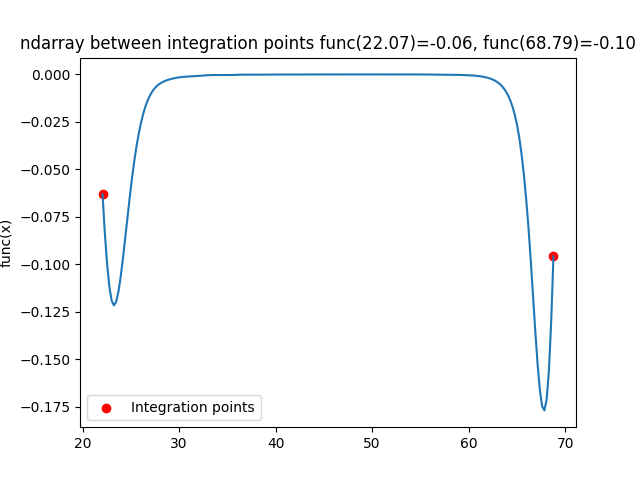 ndarray between integration points func(22.07)=-0.06, func(68.79)=-0.10
0.000
−0.025
−0.050
−0.075
−0.100
−0.125
−0.150
−0.175
func(x)
Integration points
20 30 40 50 60 70